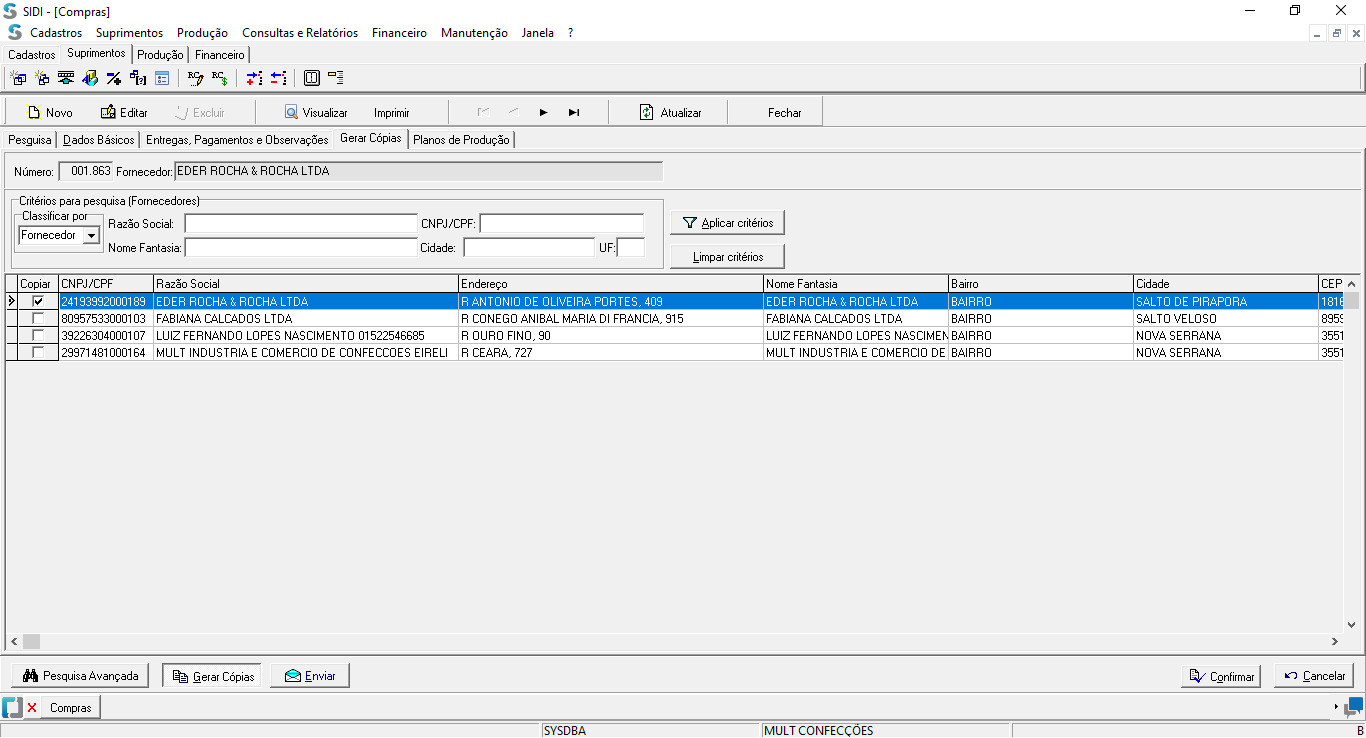 SIDI - [Compras]
Cadastros Suprimentos Produção Consultas e Relatórios Financeiro Manutenção Janela ?
Cadastros Suprimentos Produção Financeiro
Novo Editar Excluir Visualizar Imprimir Atualizar Fechar
Pesquisa Dados Básicos Entregas, Pagamentos e Observações Gerar Cópias Planos de Produção
Número: 001.863 Fornecedor: EDER ROCHA & ROCHA LTDA
Critérios para pesquisa (Fornecedores)
Classificar por
Fornecedor
Razão Social: CNPJ/CPF: Aplicar critérios
Nome Fantasia: Cidade: UF:
Limpar critérios
Copiar CNPJ/CPF Razão Social Endereço Nome Fantasia Bairro Cidade CEP
24193992000189 EDER ROCHA & ROCHA LTDA R ANTONIO DE OLIVEIRA PORTES, 409 EDER ROCHA & ROCHA LTDA BAIRRO SALTO DE PIRAPORA 1816
80957533000103 FABIANA CALCADOS LTDA R CONEGO ANIBAL MARIA DI FRANCIA, 915 FABIANA CALCADOS LTDA BAIRRO SALTO VELOSO 8959
39226304000107 LUIZ FERNANDO LOPES NASCIMENTO 01522546685 R OURO FINO, 90 LUIZ FERNANDO LOPES NASCIMEN BAIRRO NOVA SERRANA 3551
29971481000164 MULT INDUSTRIA E COMERCIO DE CONFECCOES EIRELI R CEARA, 727 MULT INDUSTRIA E COMERCIO DE BAIRRO NOVA SERRANA 3551
Pesquisa Avançada Gerar Cópias Enviar Confirmar Cancelar
Compras
SYSDBA MULT CONFECÇÕES B